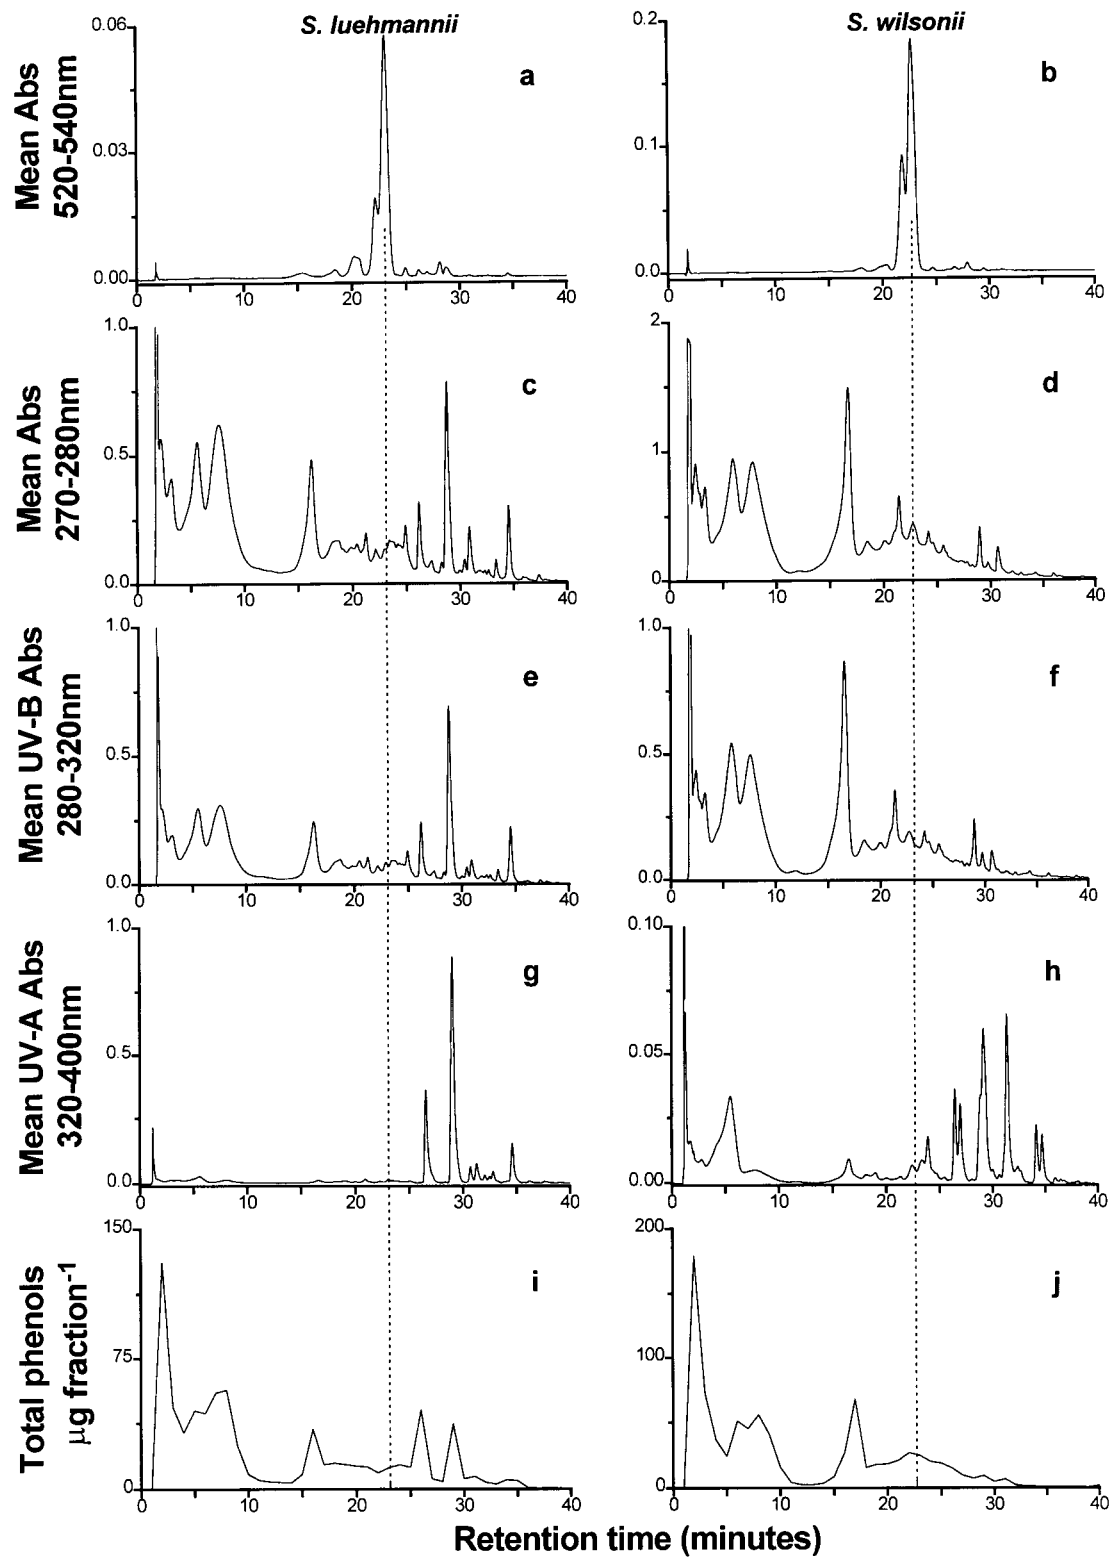 S. luehmannii
S. wilsonii
Mean Abs
520-540nm
0.06
0.03
0.00
a
0 10 20 30 40
0.2
0.1
0.0
b
0 10 20 30 40
Mean Abs
270-280nm
1.0
0.5
0.0
c
0 10 20 30 40
2
1
0
d
0 10 20 30 40
Mean UV-B Abs
280-320nm
1.0
0.5
0.0
e
0 10 20 30 40
1.0
0.5
0.0
f
0 10 20 30 40
Mean UV-A Abs
320-400nm
1.0
0.5
0.0
g
0 10 20 30 40
0.10
0.05
0.00
h
0 10 20 30 40
Total phenols
µg fraction⁻¹
150
75
0
i
0 10 20 30 40
200
100
0
j
0 10 20 30 40
Retention time (minutes)